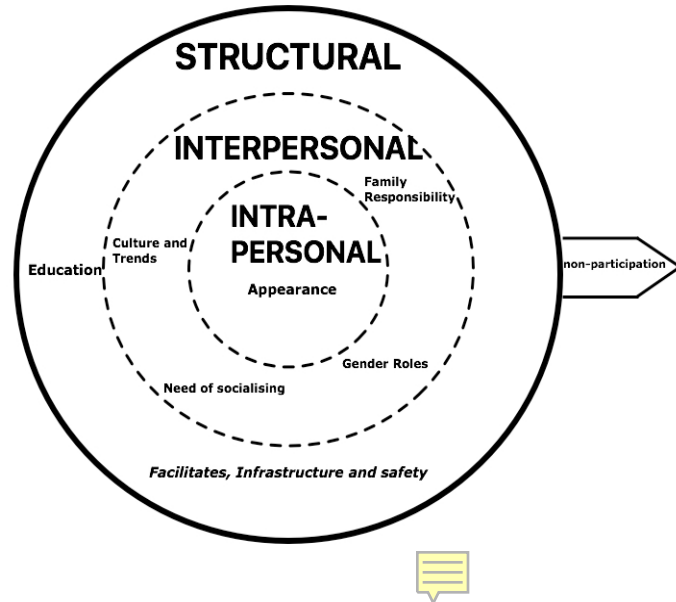 STRUCTURAL
INTERPERSONAL
Family
Responsibility
INTRA-
PERSONAL
Culture and
Trends
Education
Appearance
non-participation
Gender Roles
Need of socialising
Facilitates, Infrastructure and safety